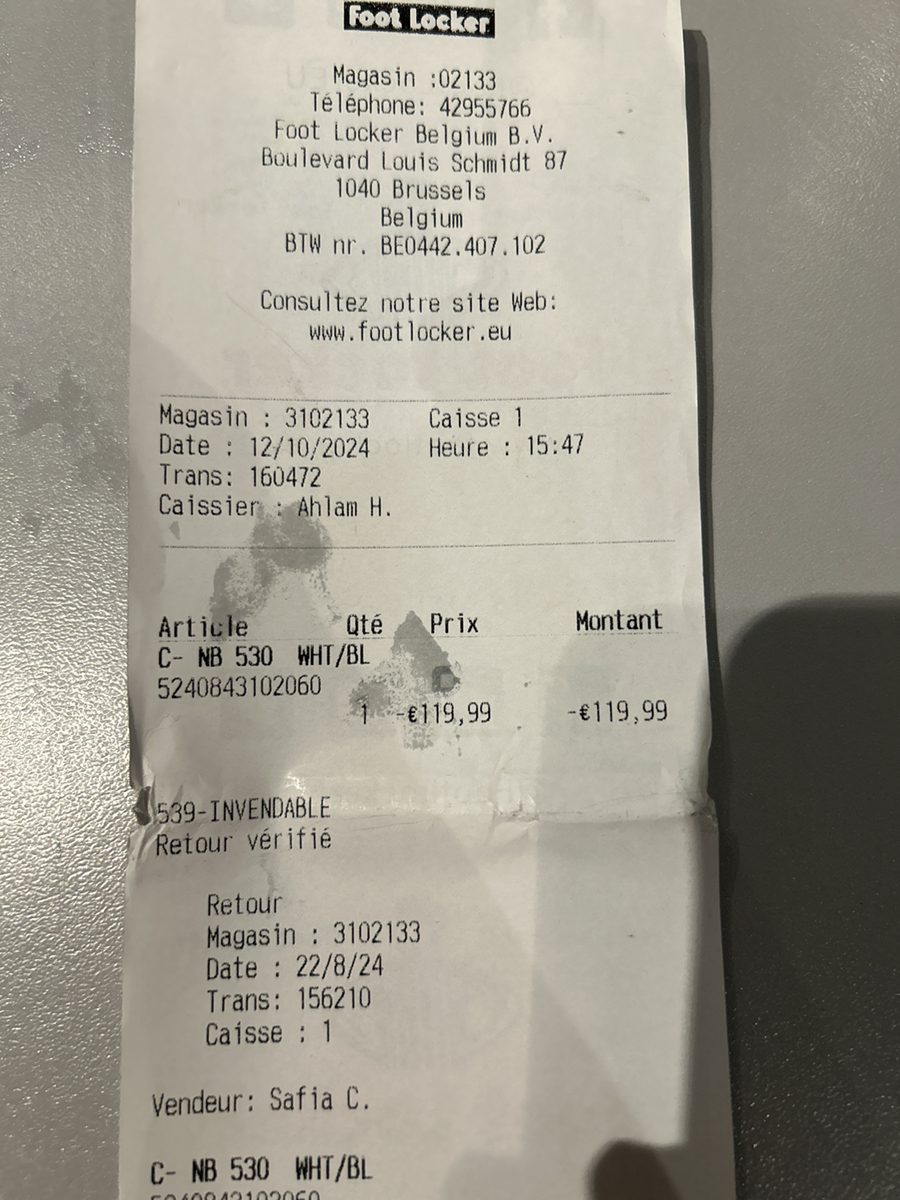 Foot Locker
Magasin :02133
Téléphone: 42955766
Foot Locker Belgium B.V.
Boulevard Louis Schmidt 87
1040 Brussels
Belgium
BTW nr. BE0442.407.102
Consultez notre site Web:
www.footlocker.eu
Magasin : 3102133 Caisse 1
Date : 12/10/2024 Heure : 15:47
Trans: 160472
Caissier : Ahlam H.
Article Qté Prix Montant
C- NB 530 WHT/BL
5240843102060
1 -€119,99 -€119,99
539-INVENDABLE
Retour vérifié
Retour
Magasin : 3102133
Date : 22/8/24
Trans: 156210
Caisse : 1
Vendeur: Safia C.
C- NB 530 WHT/BL